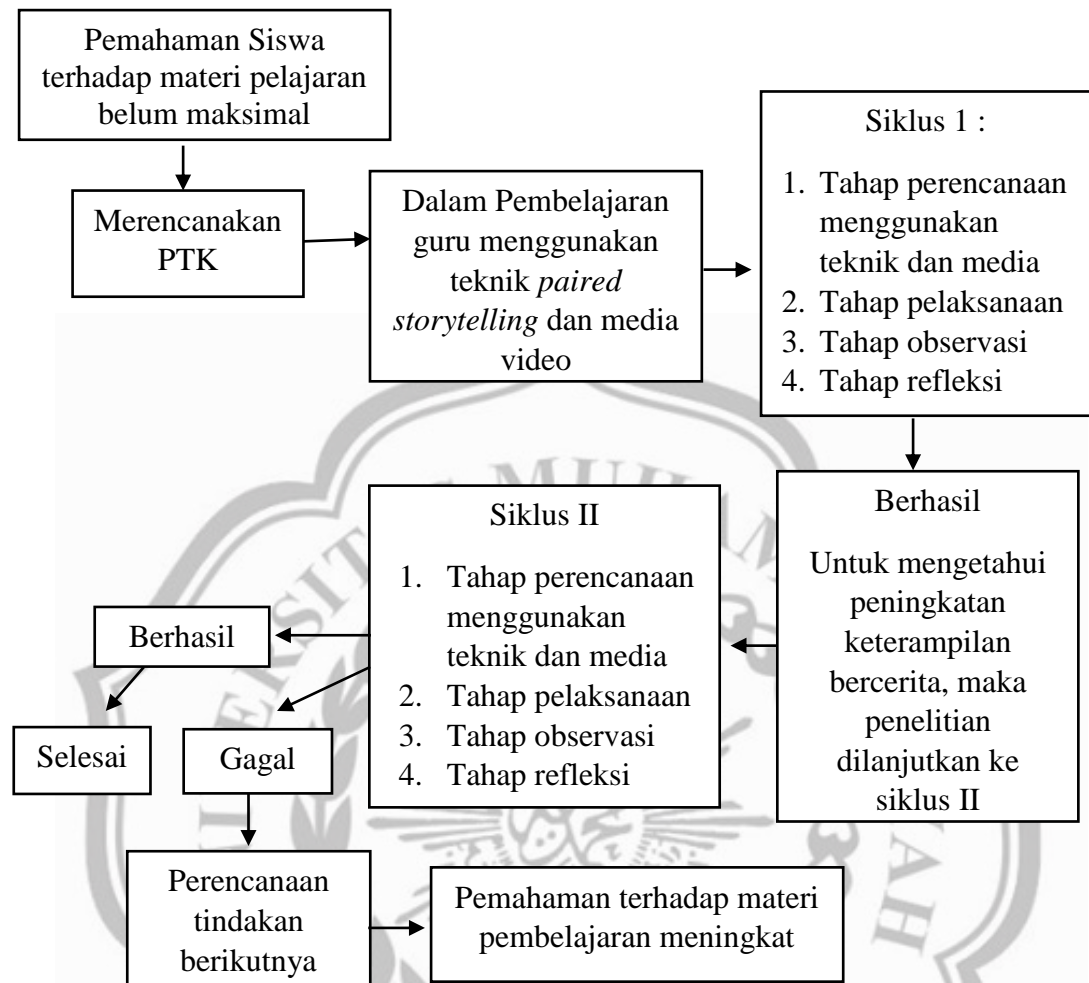 Pemahaman Siswa
terhadap materi pelajaran
belum maksimal
Merencanakan
PTK
Dalam Pembelajaran
guru menggunakan
teknik paired
storytelling dan media
video
Siklus 1 :
1. Tahap perencanaan
menggunakan
teknik dan media
2. Tahap pelaksanaan
3. Tahap observasi
4. Tahap refleksi
Berhasil
Untuk mengetahui
peningkatan
keterampilan
bercerita, maka
penelitian
dilanjutkan ke
siklus II
Siklus II
1. Tahap perencanaan
menggunakan
teknik dan media
2. Tahap pelaksanaan
3. Tahap observasi
4. Tahap refleksi
Berhasil
Selesai
Gagal
Perencanaan
tindakan
berikutnya
Pemahaman terhadap materi
pembelajaran meningkat